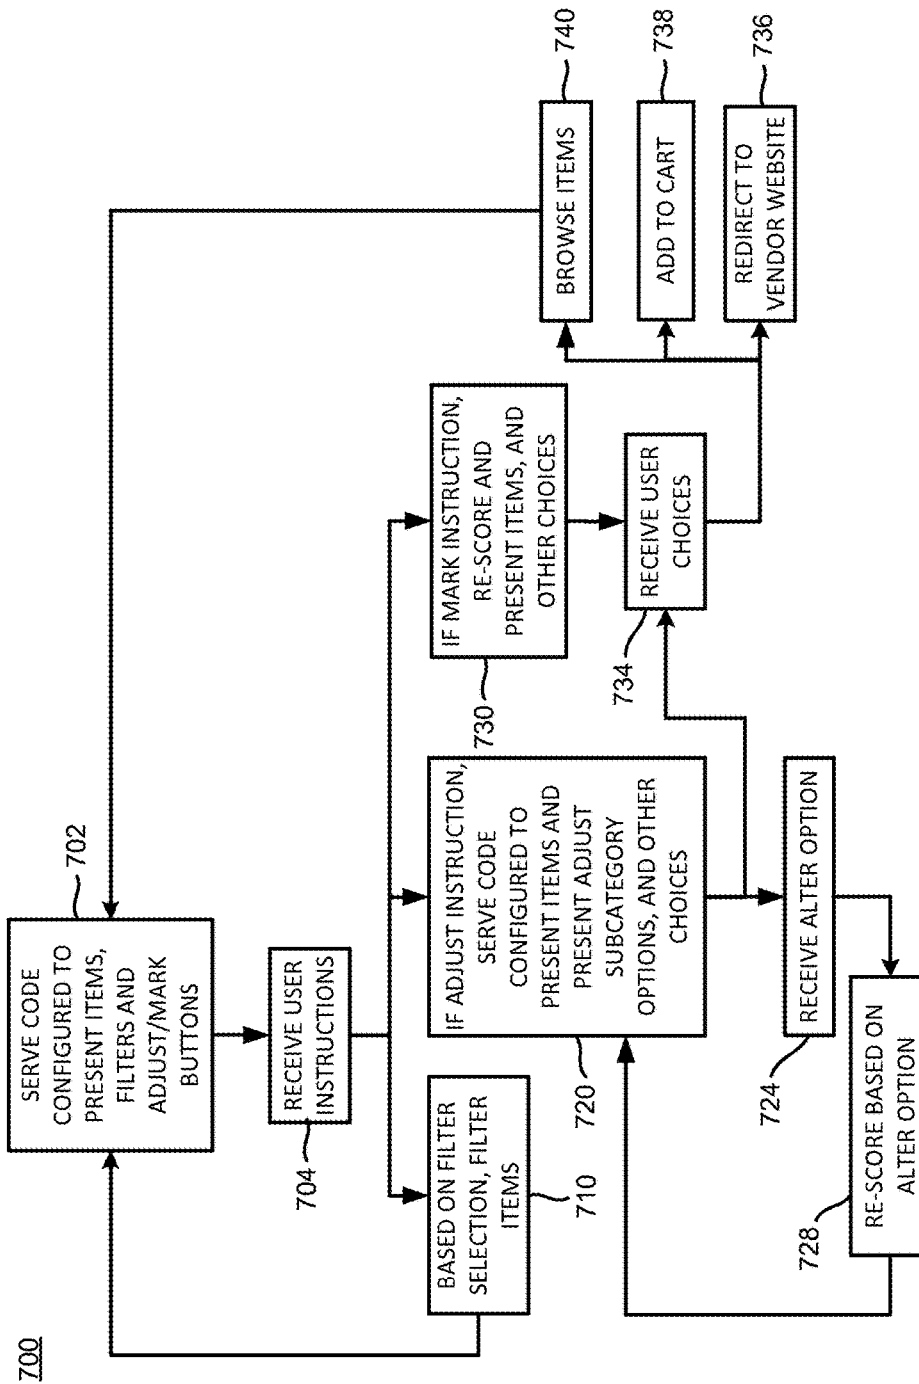 700
SERVE CODE
CONFIGURED TO
PRESENT ITEMS,
FILTERS AND
ADJUST/MARK
BUTTONS
702
RECEIVE USER
INSTRUCTIONS
704
BASED ON FILTER
SELECTION, FILTER
ITEMS
710
IF ADJUST INSTRUCTION,
SERVE CODE
CONFIGURED TO
PRESENT ITEMS AND
PRESENT ADJUST
SUBCATEGORY
OPTIONS, AND OTHER
CHOICES
720
RECEIVE ALTER OPTION
724
RE-SCORE BASED ON
ALTER OPTION
728
IF MARK INSTRUCTION,
RE-SCORE AND
PRESENT ITEMS, AND
OTHER CHOICES
730
RECEIVE USER
CHOICES
734
BROWSE ITEMS
740
ADD TO CART
738
REDIRECT TO
VENDOR WEBSITE
736